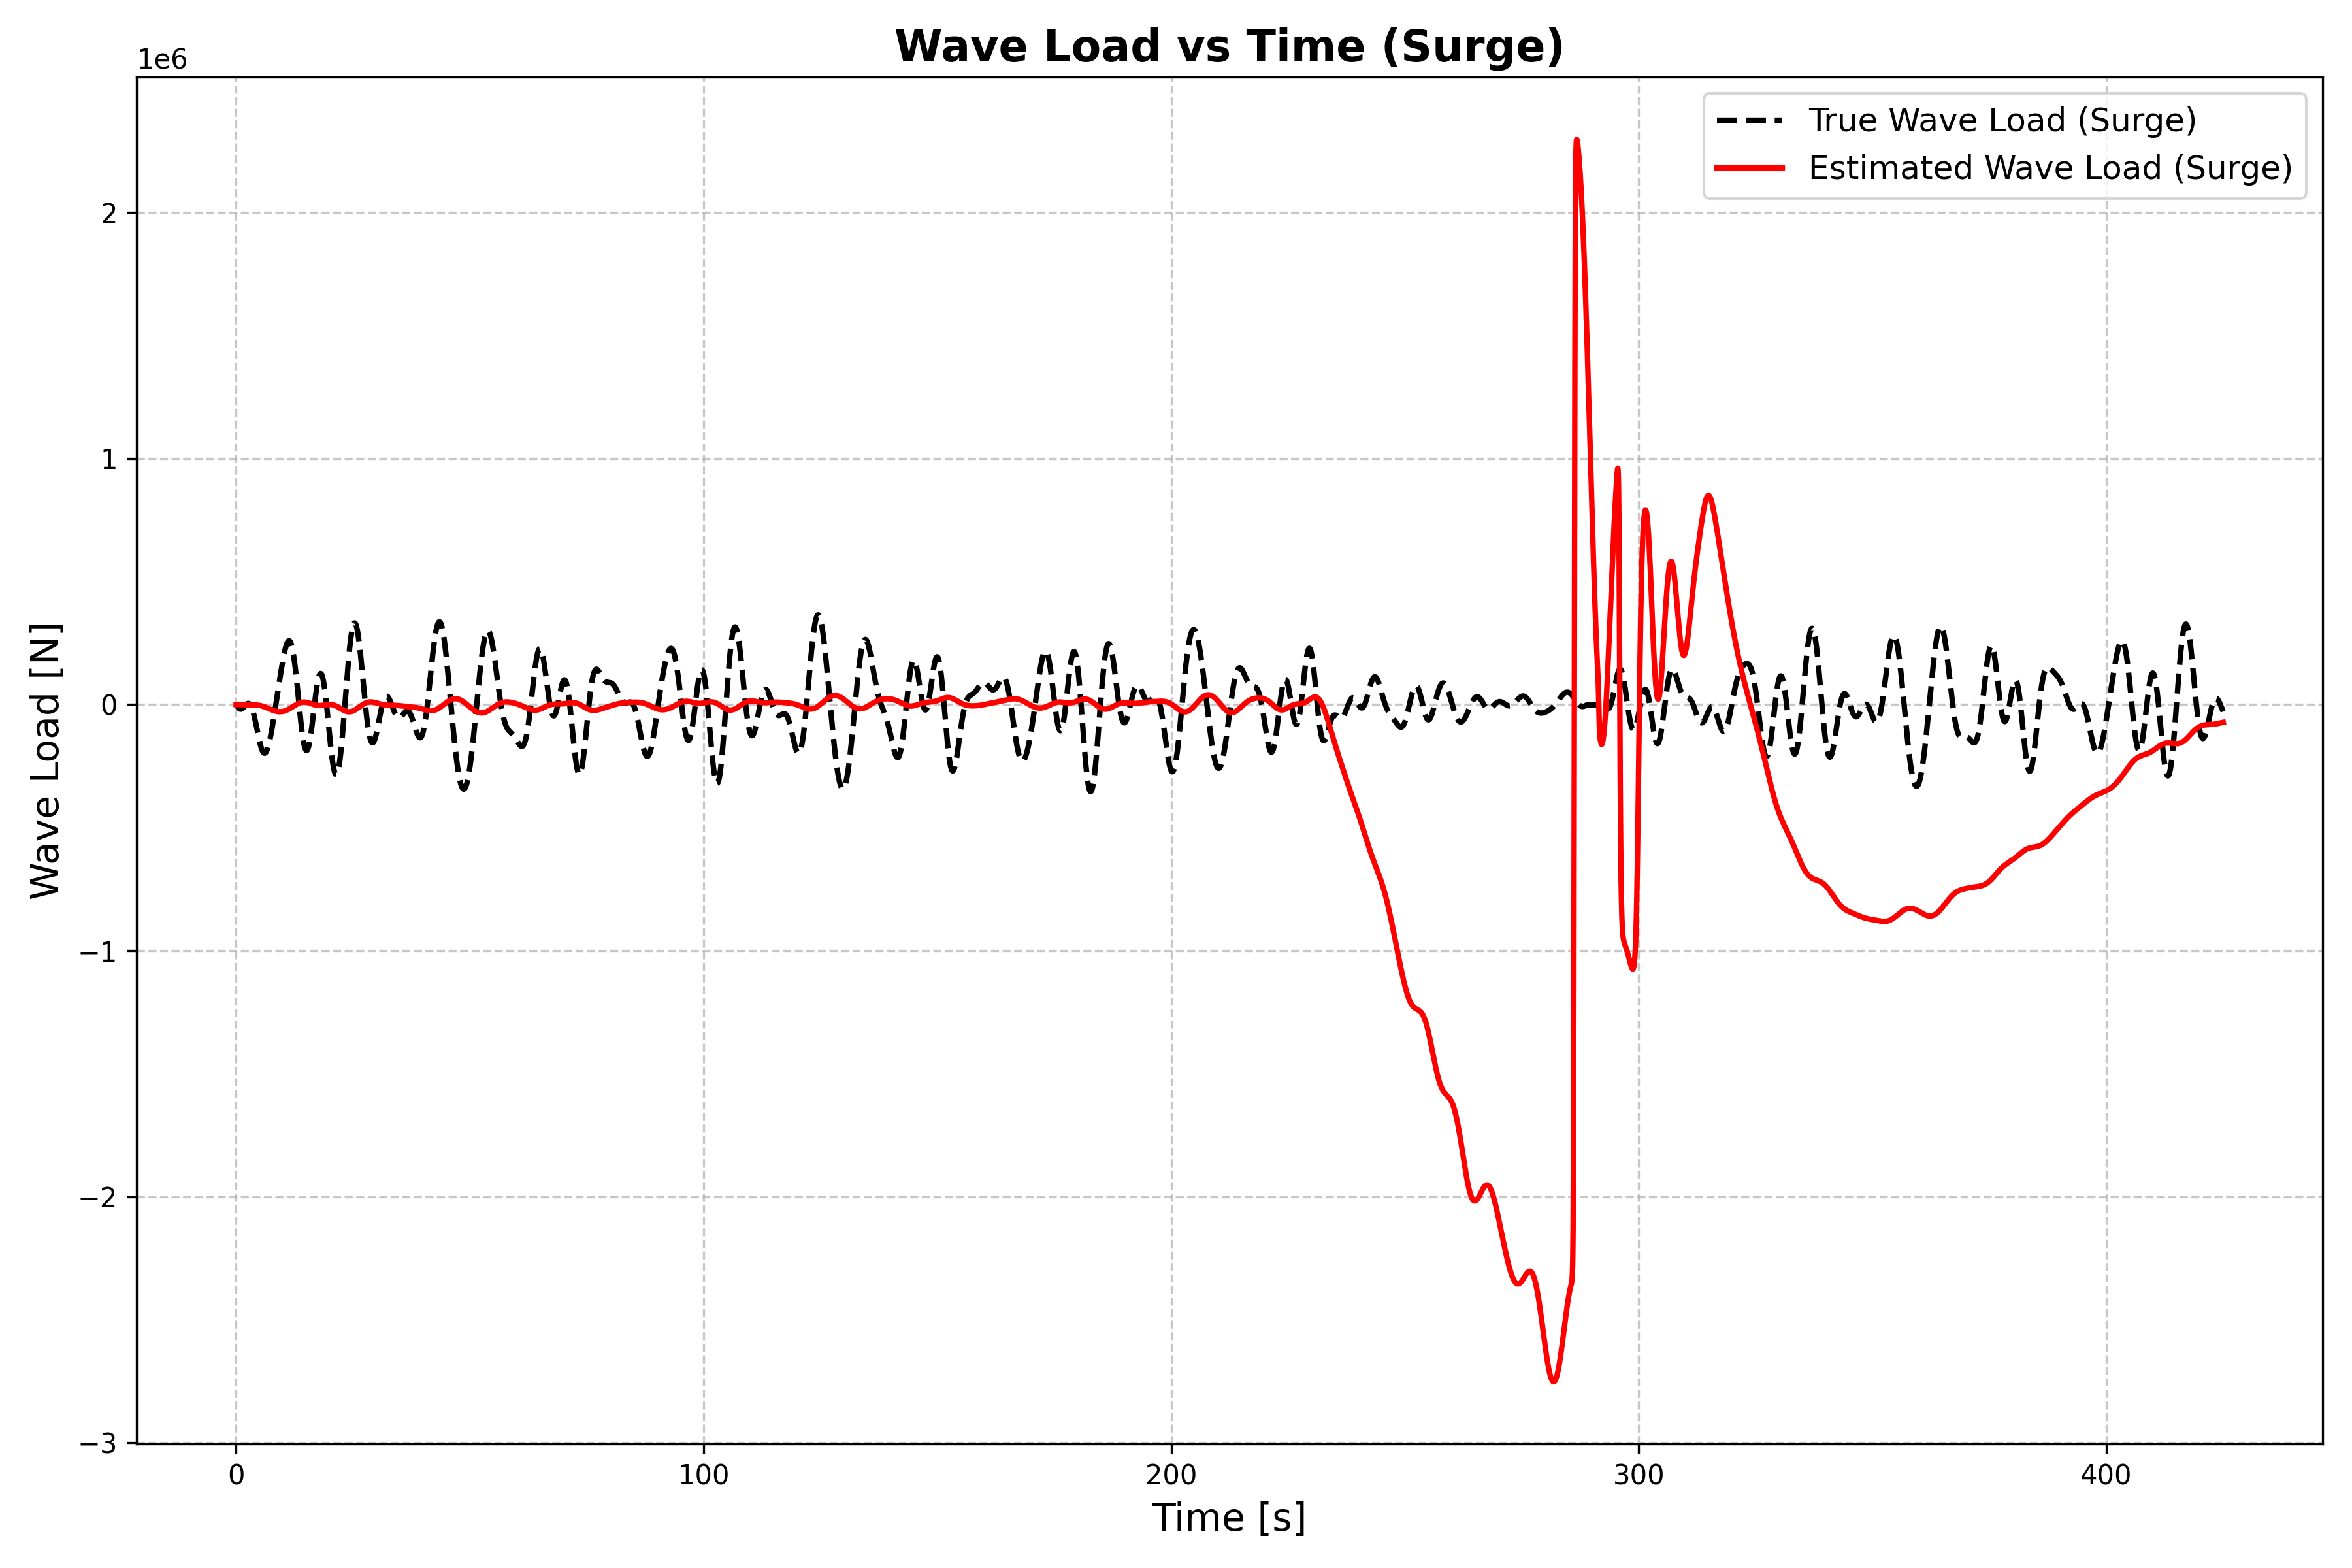 Wave Load vs Time (Surge)
1e6
True Wave Load (Surge)
Estimated Wave Load (Surge)
2
1
0
−1
−2
−3
Wave Load [N]
0 100 200 300 400
Time [s]